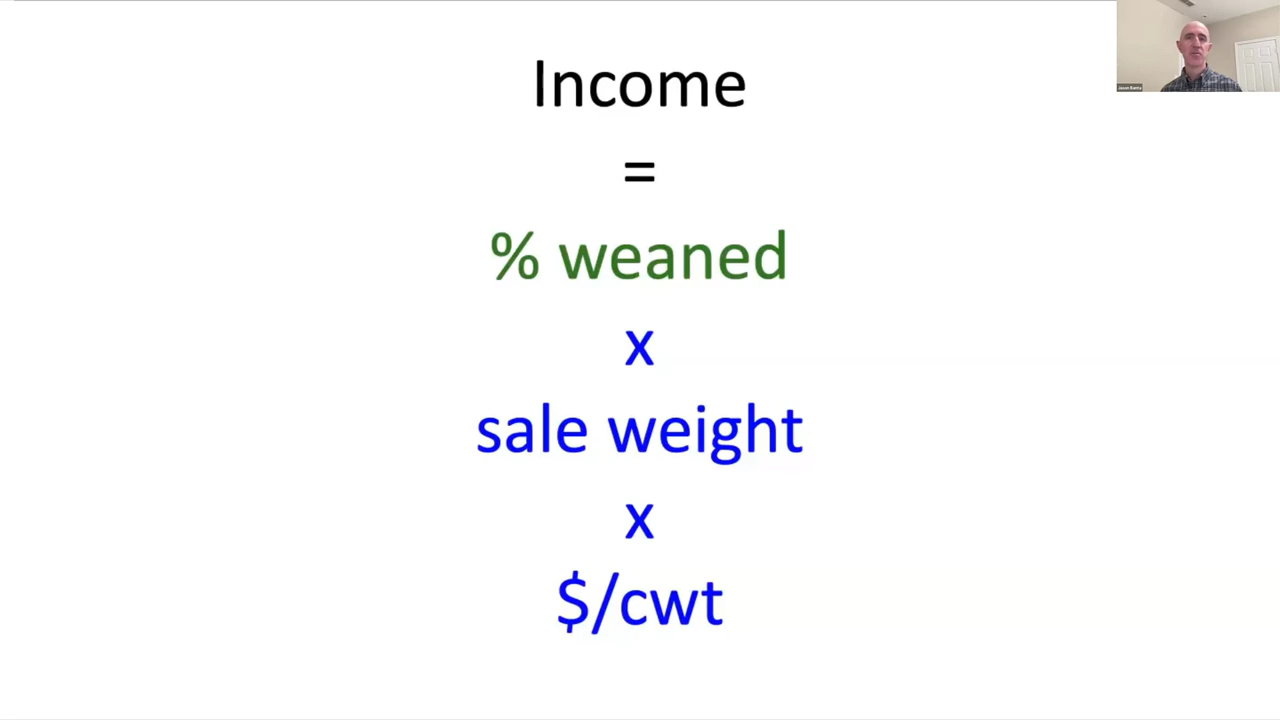 Income
=
% weaned
x
sale weight
x
$/cwt